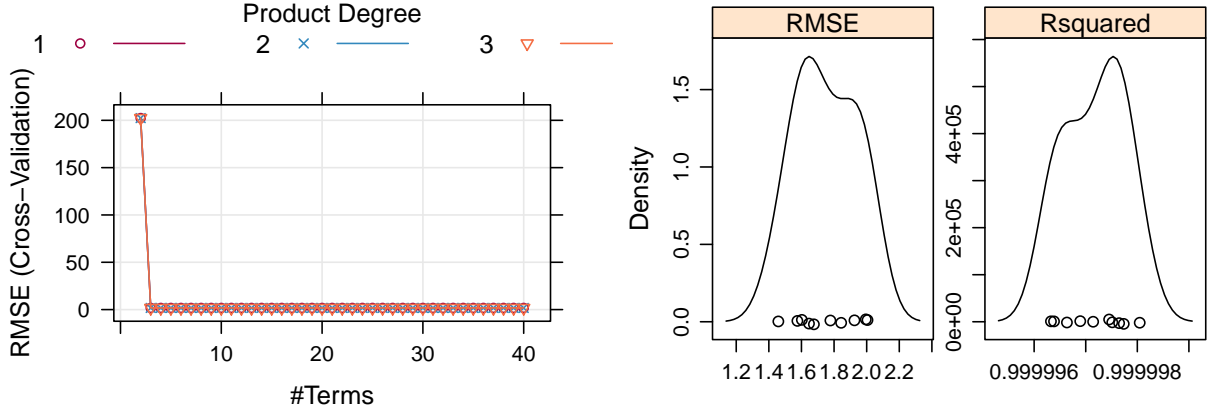 Product Degree
1 2 3
RMSE (Cross−Validation)
200
150
100
50
0
10 20 30 40
#Terms
RMSE
Density
1.5
1.0
0.5
0.0
1.2 1.4 1.6 1.8 2.0 2.2
Rsquared
4e+05
2e+05
0e+00
0.999996 0.999998